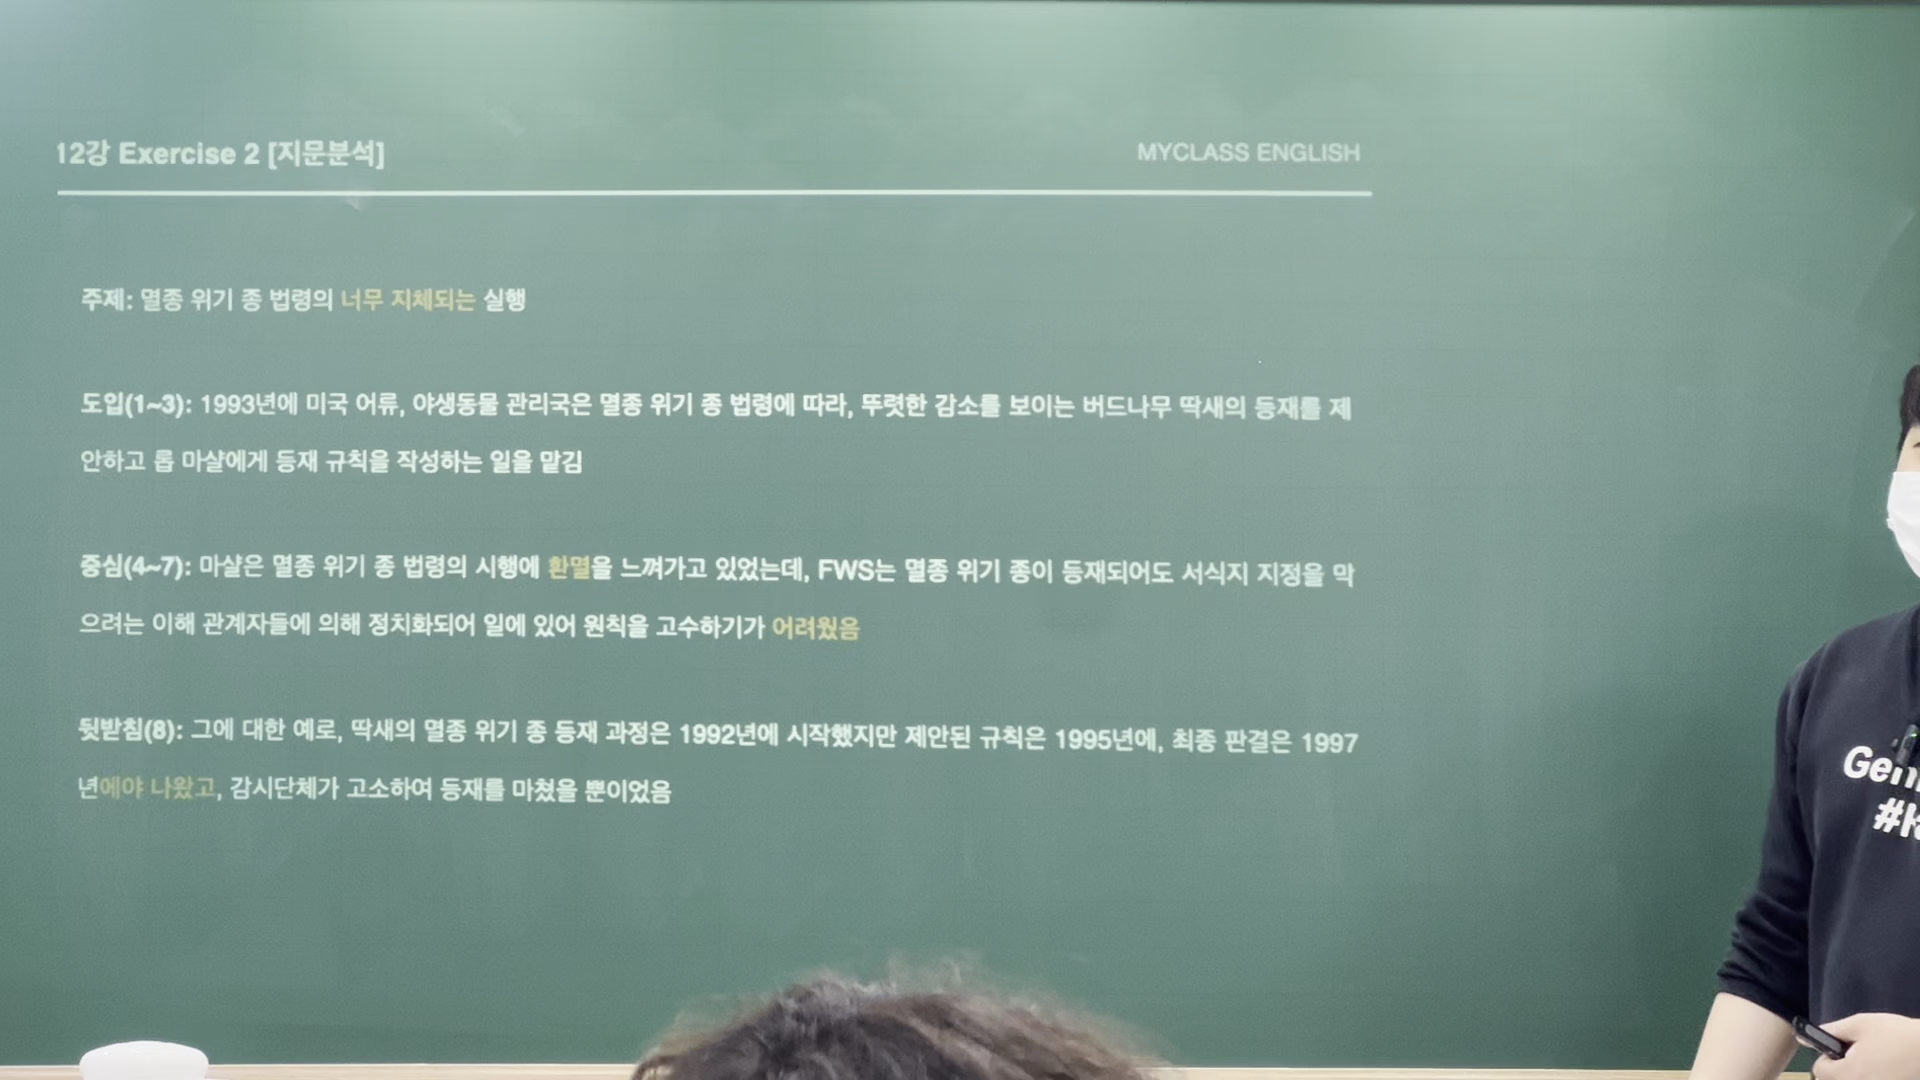 12강 Exercise 2 [지문분석]
MYCLASS ENGLISH
주제: 멸종 위기 종 법령의 너무 지체되는 실행
도입(1~3): 1993년에 미국 어류, 야생동물 관리국은 멸종 위기 종 법령에 따라, 뚜렷한 감소를 보이는 버드나무 딱새의 등재를 제
안하고 롭 마샬에게 등재 규칙을 작성하는 일을 맡김
중심(4~7): 마샬은 멸종 위기 종 법령의 시행에 환멸을 느껴가고 있었는데, FWS는 멸종 위기 종이 등재되어도 서식지 지정을 막
으려는 이해 관계자들에 의해 정치화되어 일에 있어 원칙을 고수하기가 어려웠음
뒷받침(8): 그에 대한 예로, 딱새의 멸종 위기 종 등재 과정은 1992년에 시작했지만 제안된 규칙은 1995년에, 최종 판결은 1997
년에야 나왔고, 감시단체가 고소하여 등재를 마쳤을 뿐이었음